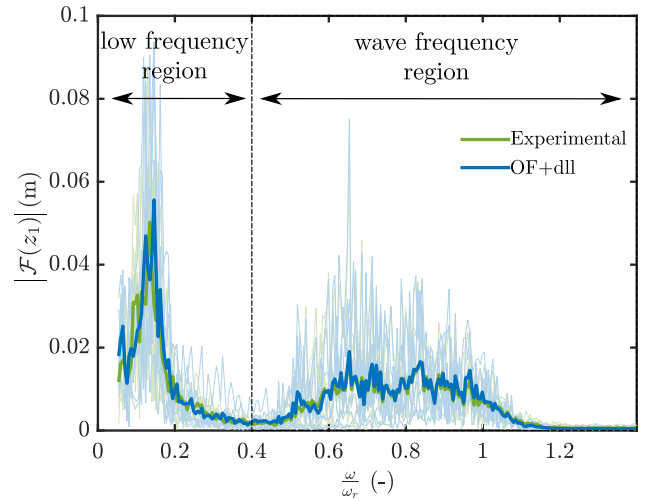 low frequency
region
wave frequency
region
0.1
0.08
0.06
0.04
0.02
0
|ℱ(z₁)| (m)
Experimental
OF+dll
0
0.2
0.4
0.6
0.8
1
1.2
ω/ωᵣ (-)